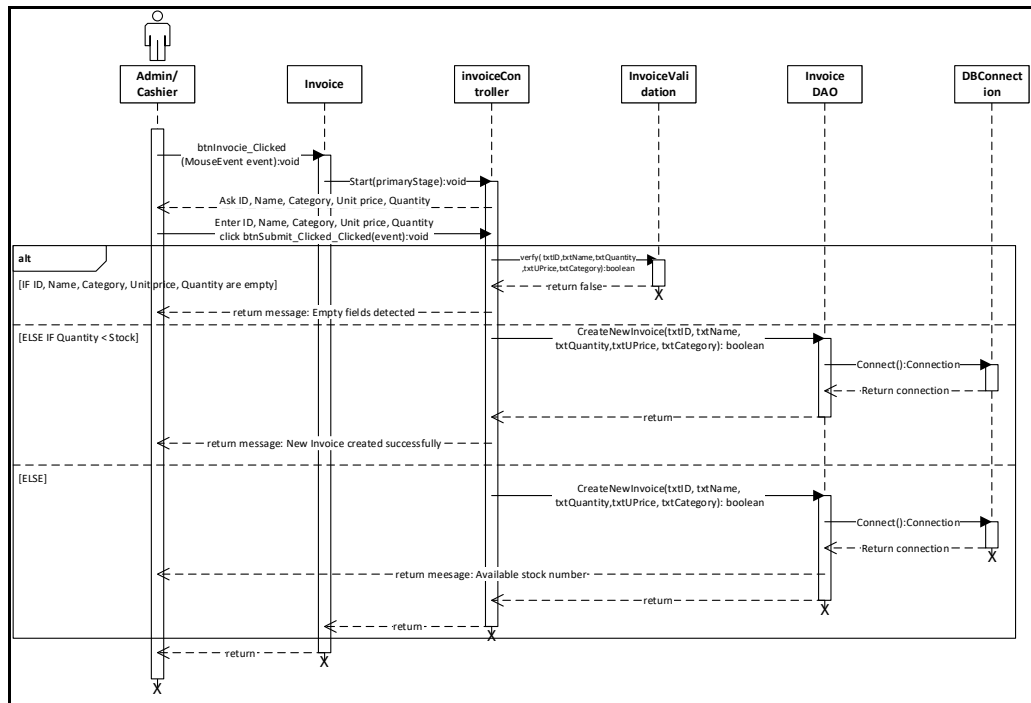 Admin/
Cashier
Invoice
invoiceCon
troller
InvoiceVali
dation
Invoice
DAO
DBConnect
ion
btnInvocie_Clicked
(MouseEvent event):void
Start(primaryStage):void
Ask ID, Name, Category, Unit price, Quantity
Enter ID, Name, Category, Unit price, Quantity
click btnSubmit_Clicked_Clicked(event):void
alt
verfy( txtID,txtName,txtQuantity
,txtUPrice,txtCategory):boolean
[IF ID, Name, Category, Unit price, Quantity are empty]
return false
X
return message: Empty fields detected
[ELSE IF Quantity < Stock]
CreateNewInvoice(txtID, txtName,
txtQuantity,txtUPrice, txtCategory): boolean
Connect():Connection
Return connection
return
return message: New Invoice created successfully
[ELSE]
CreateNewInvoice(txtID, txtName,
txtQuantity,txtUPrice, txtCategory): boolean
Connect():Connection
Return connection
X
return meesage: Available stock number
return
X
return
X
return
X
X